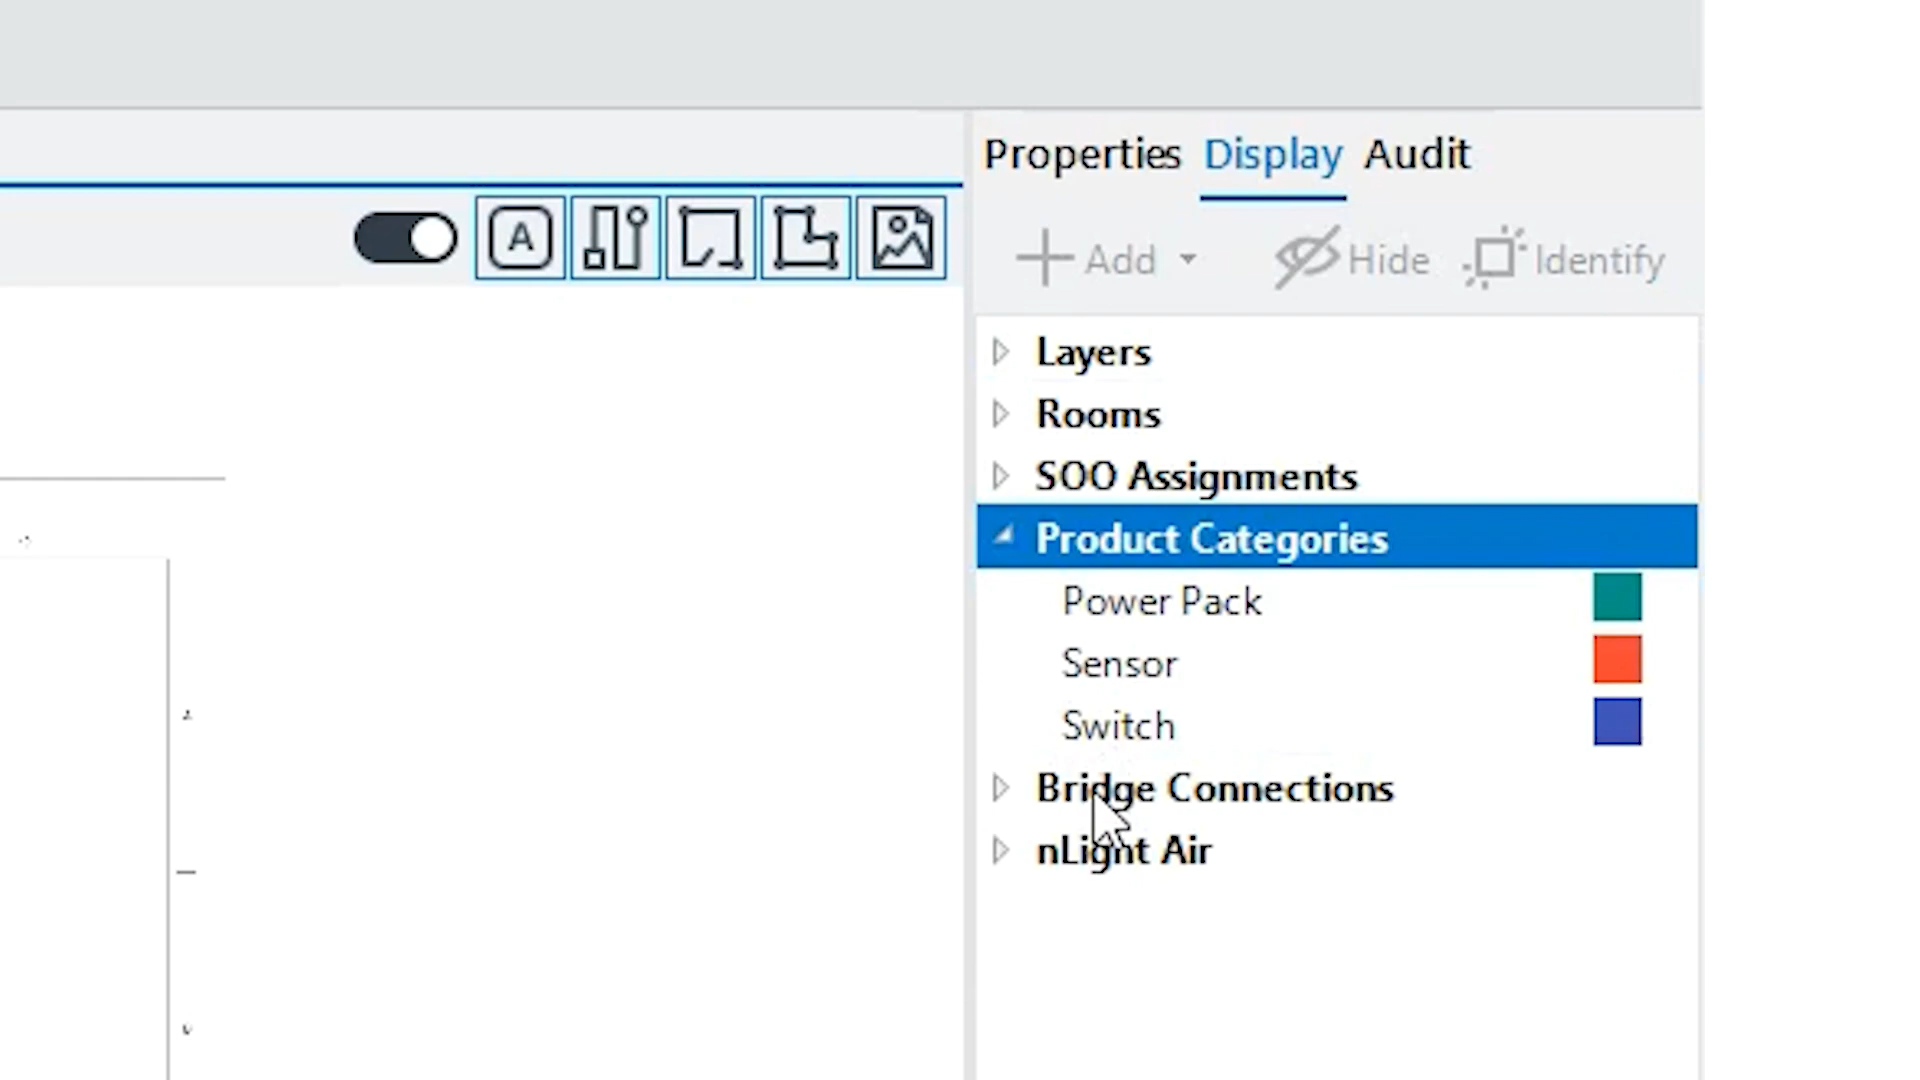 Properties Display Audit
A
Add Hide Identify
Layers
Rooms
SOO Assignments
Product Categories
Power Pack
Sensor
Switch
Bridge Connections
nLight Air